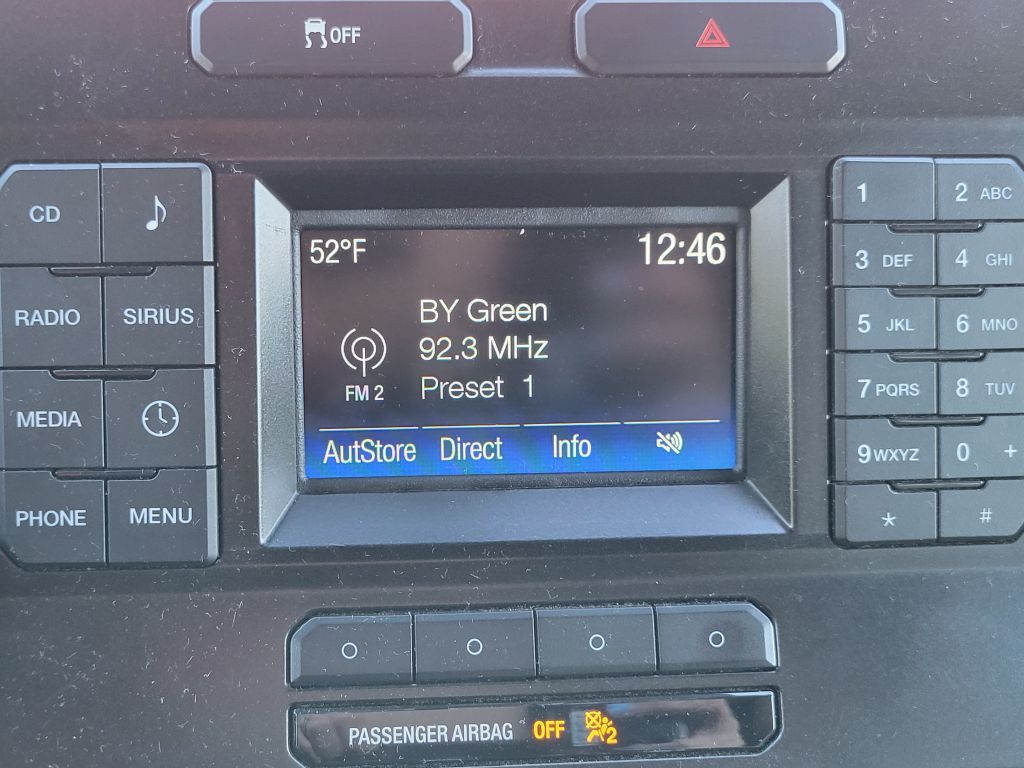 OFF
CD
RADIO SIRIUS
MEDIA
PHONE MENU
52°F 12:46
BY Green
92.3 MHz
FM 2 Preset 1
AutStore Direct Info
1 2 ABC
3 DEF 4 GHI
5 JKL 6 MNO
7 PQRS 8 TUV
9 WXYZ 0 +
* #
PASSENGER AIRBAG OFF 2